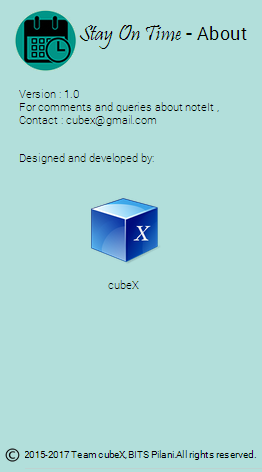 Stay On Time - About
Version : 1.0
For comments and queries about noteIt ,
Contact : cubex@gmail.com
Designed and developed by:
X
cubeX
© 2015-2017 Team cubeX,BITS Pilani.All rights reserved.